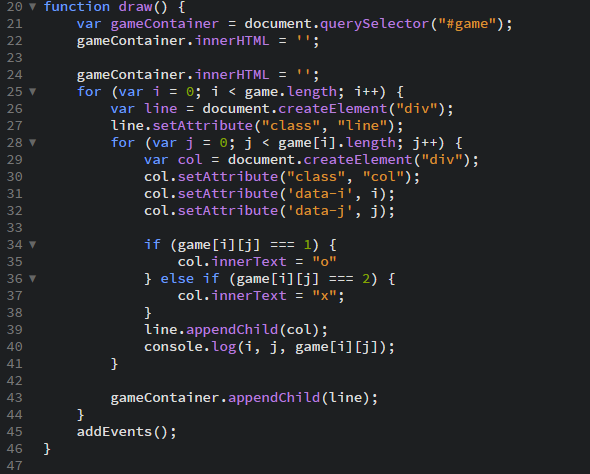 20 ▼ function draw() {
21 var gameContainer = document.querySelector("#game");
22 gameContainer.innerHTML = '';
23
24 gameContainer.innerHTML = '';
25 ▼ for (var i = 0; i < game.length; i++) {
26 var line = document.createElement("div");
27 line.setAttribute("class", "line");
28 ▼ for (var j = 0; j < game[i].length; j++) {
29 var col = document.createElement("div");
30 col.setAttribute("class", "col");
31 col.setAttribute('data-i', i);
32 col.setAttribute('data-j', j);
33
34 ▼ if (game[i][j] === 1) {
35 col.innerText = "o"
36 ▼ } else if (game[i][j] === 2) {
37 col.innerText = "x";
38 }
39 line.appendChild(col);
40 console.log(i, j, game[i][j]);
41 }
42
43 gameContainer.appendChild(line);
44 }
45 addEvents();
46 }
47